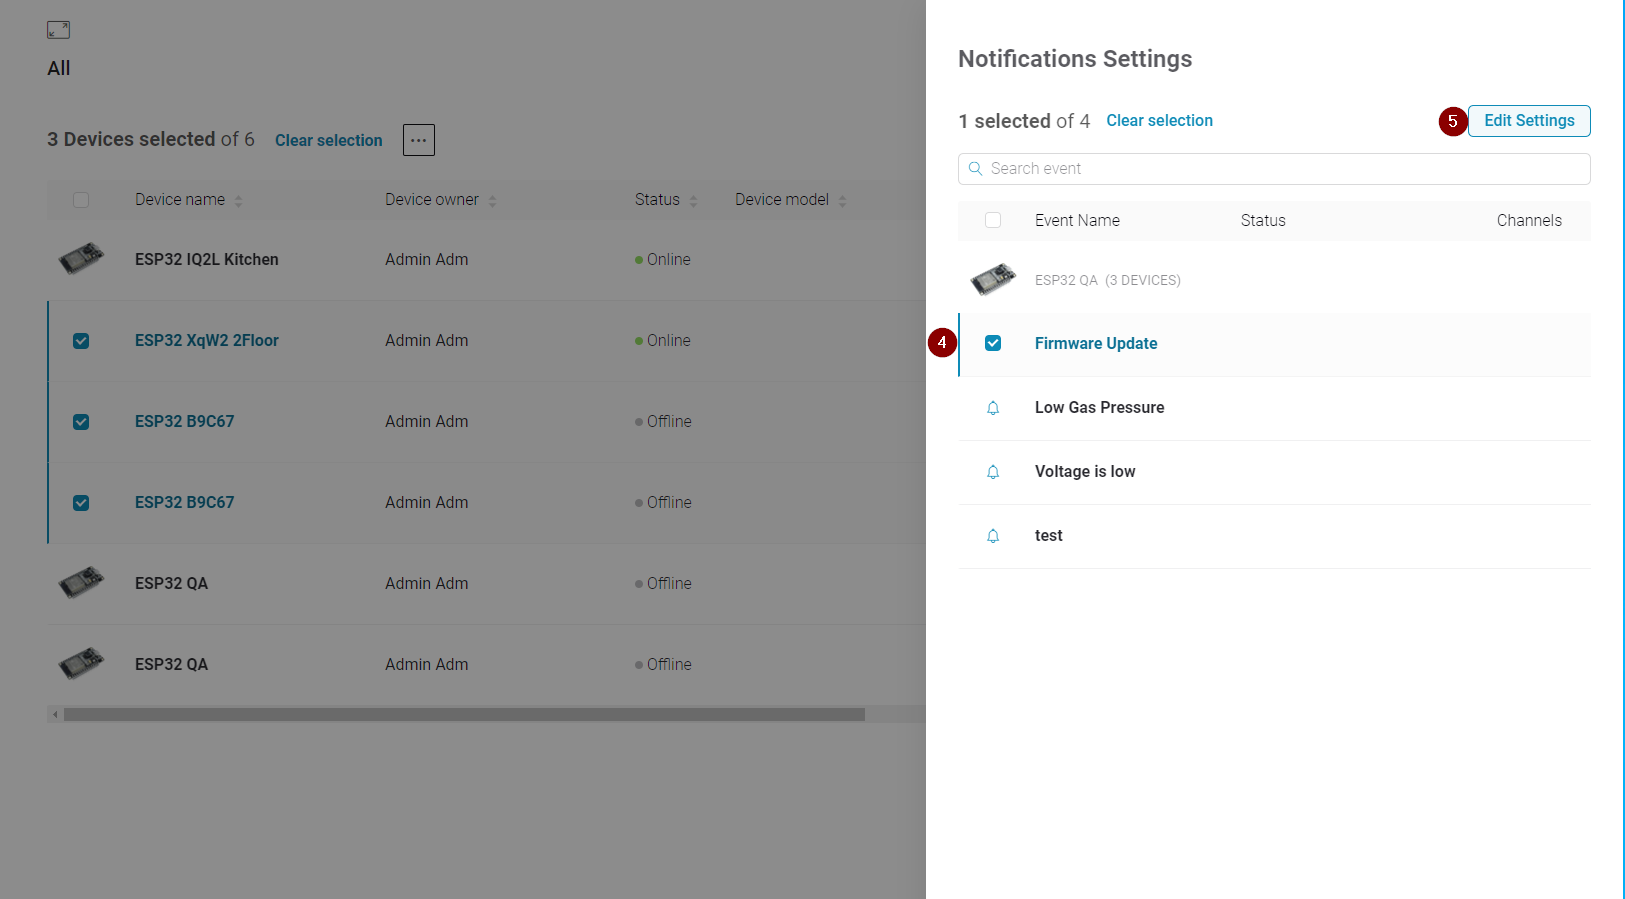 All
3 Devices selected of 6 Clear selection ...
Device name Device owner Status Device model
ESP32 IQ2L Kitchen Admin Adm Online
ESP32 XqW2 2Floor Admin Adm Online
ESP32 B9C67 Admin Adm Offline
ESP32 B9C67 Admin Adm Offline
ESP32 QA Admin Adm Offline
ESP32 QA Admin Adm Offline
Notifications Settings
1 selected of 4 Clear selection 5 Edit Settings
Search event
Event Name Status Channels
ESP32 QA (3 DEVICES)
4 Firmware Update
Low Gas Pressure
Voltage is low
test